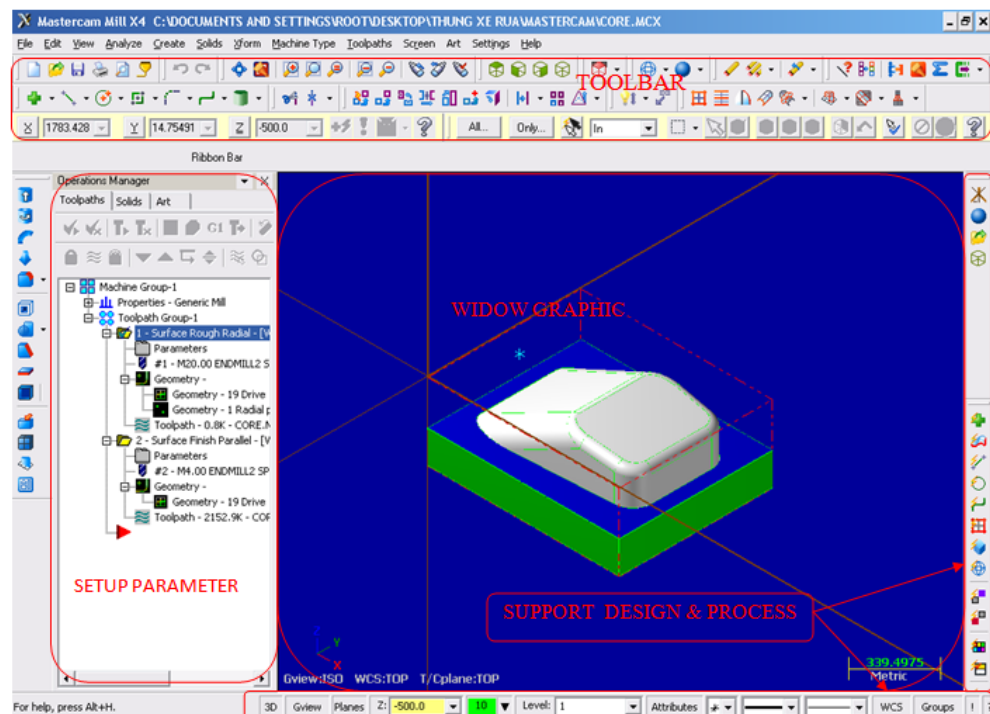 Mastercam Mill X4 C:\DOCUMENTS AND SETTINGS\ROOT\DESKTOP\THUNG XE RUA\MASTERCAM\CORE.MCX
File Edit View Analyze Create Solids Xform Machine Type Toolpaths Screen Art Settings Help
TOOLBAR
X 1783.428 Y 14.75491 Z -500.0 All... Only... In
Ribbon Bar
Operations Manager
Toolpaths Solids Art
G1
Machine Group-1
Properties - Generic Mill
Toolpath Group-1
1 - Surface Rough Radial - [V
Parameters
#1 - M20.00 ENDMILL2 S
Geometry -
Geometry - 19 Drive
Geometry - 1 Radial p
Toolpath - 0.8K - CORE.N
2 - Surface Finish Parallel - [V
Parameters
#2 - M4.00 ENDMILL2 SP
Geometry -
Geometry - 19 Drive
Toolpath - 2152.9K - COR
SETUP PARAMETER
WIDOW GRAPHIC
SUPPORT DESIGN & PROCESS
Z
Y
X
339.4975
Metric
Gview:ISO WCS:TOP T/Cplane:TOP
For help, press Alt+H.
3D Gview Planes Z: -500.0 10 Level: 1 Attributes WCS Groups ! ?